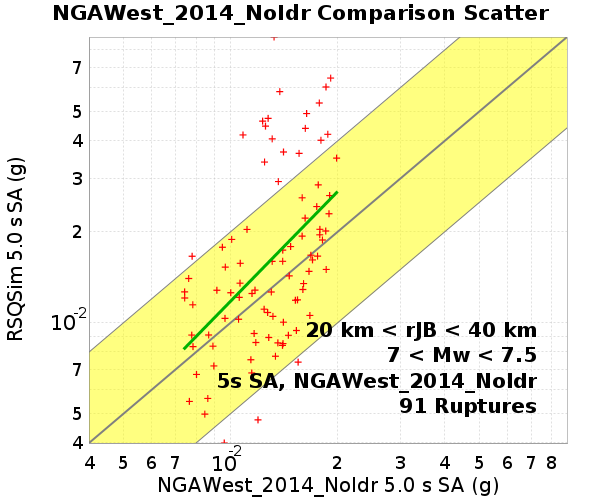 NGAWest_2014_NoIdr Comparison Scatter
7
5
4
3
2
10⁻²
7
5
4
RSQSim 5.0 s SA (g)
20 km < rJB < 40 km
7 < Mw < 7.5
5s SA, NGAWest_2014_NoIdr
91 Ruptures
4 5 6 7 10⁻² 2 3 4 5 6 7 8
NGAWest_2014_NoIdr 5.0 s SA (g)